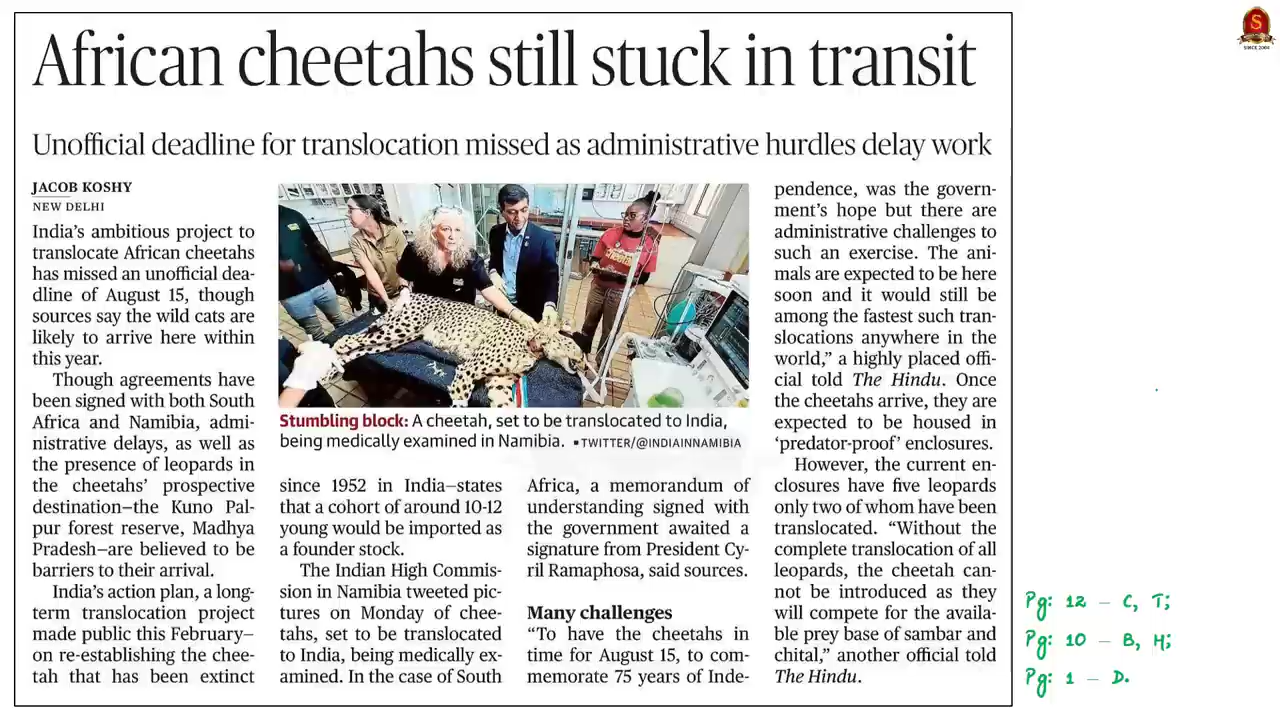 African cheetahs still stuck in transit
Unofficial deadline for translocation missed as administrative hurdles delay work
JACOB KOSHY
NEW DELHI
India's ambitious project to
translocate African cheetahs
has missed an unofficial dea-
dline of August 15, though
sources say the wild cats are
likely to arrive here within
this year.
Though agreements have
been signed with both South
Africa and Namibia, admi-
nistrative delays, as well as
the presence of leopards in
the cheetahs' prospective
destination—the Kuno Pal-
pur forest reserve, Madhya
Pradesh—are believed to be
barriers to their arrival.
India's action plan, a long-
term translocation project
made public this February—
on re-establishing the chee-
tah that has been extinct
Stumbling block: A cheetah, set to be translocated to India,
being medically examined in Namibia. ▪TWITTER/@INDIAINNAMIBIA
since 1952 in India—states
that a cohort of around 10-12
young would be imported as
a founder stock.
The Indian High Commis-
sion in Namibia tweeted pic-
tures on Monday of chee-
tahs, set to be translocated
to India, being medically ex-
amined. In the case of South
Africa, a memorandum of
understanding signed with
the government awaited a
signature from President Cy-
ril Ramaphosa, said sources.
Many challenges
"To have the cheetahs in
time for August 15, to com-
memorate 75 years of Inde-
pendence, was the govern-
ment's hope but there are
administrative challenges to
such an exercise. The ani-
mals are expected to be here
soon and it would still be
among the fastest such tran-
slocations anywhere in the
world," a highly placed offi-
cial told The Hindu. Once
the cheetahs arrive, they are
expected to be housed in
'predator-proof' enclosures.
However, the current en-
closures have five leopards
only two of whom have been
translocated. "Without the
complete translocation of all
leopards, the cheetah can-
not be introduced as they
will compete for the availa-
ble prey base of sambar and
chital," another official told
The Hindu.
S
SINCE 2004
Pg: 12 – C, T;
Pg: 10 – B, H;
Pg: 1 – D.